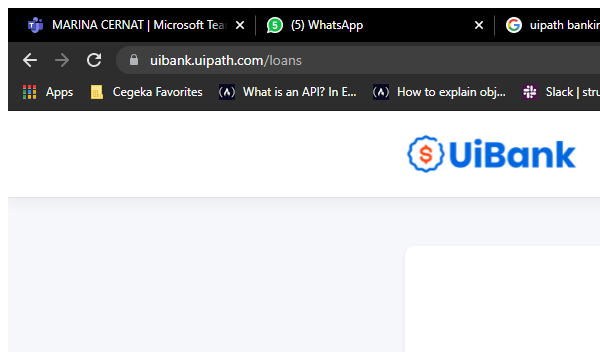 MARINA CERNAT | Microsoft Tea
5 (5) WhatsApp
uipath bankin
uibank.uipath.com/loans
Apps Cegeka Favorites What is an API? In E... How to explain obj... Slack | stru
$ UiBank